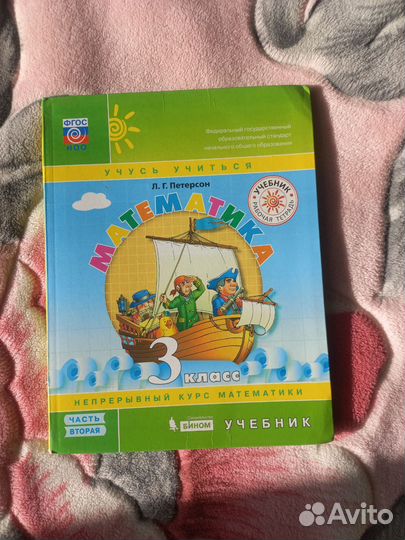 ФГОС
НОО
Федеральный государственный
образовательный стандарт
начального общего образования
УЧУСЬ УЧИТЬСЯ
Л. Г. Петерсон
УЧЕБНИК
РАБОЧАЯ ТЕТРАДЬ
МАТЕМАТИКА
3 класс
НЕПРЕРЫВНЫЙ КУРС МАТЕМАТИКИ
ЧАСТЬ
ВТОРАЯ
БИНОМ
УЧЕБНИК
Avito